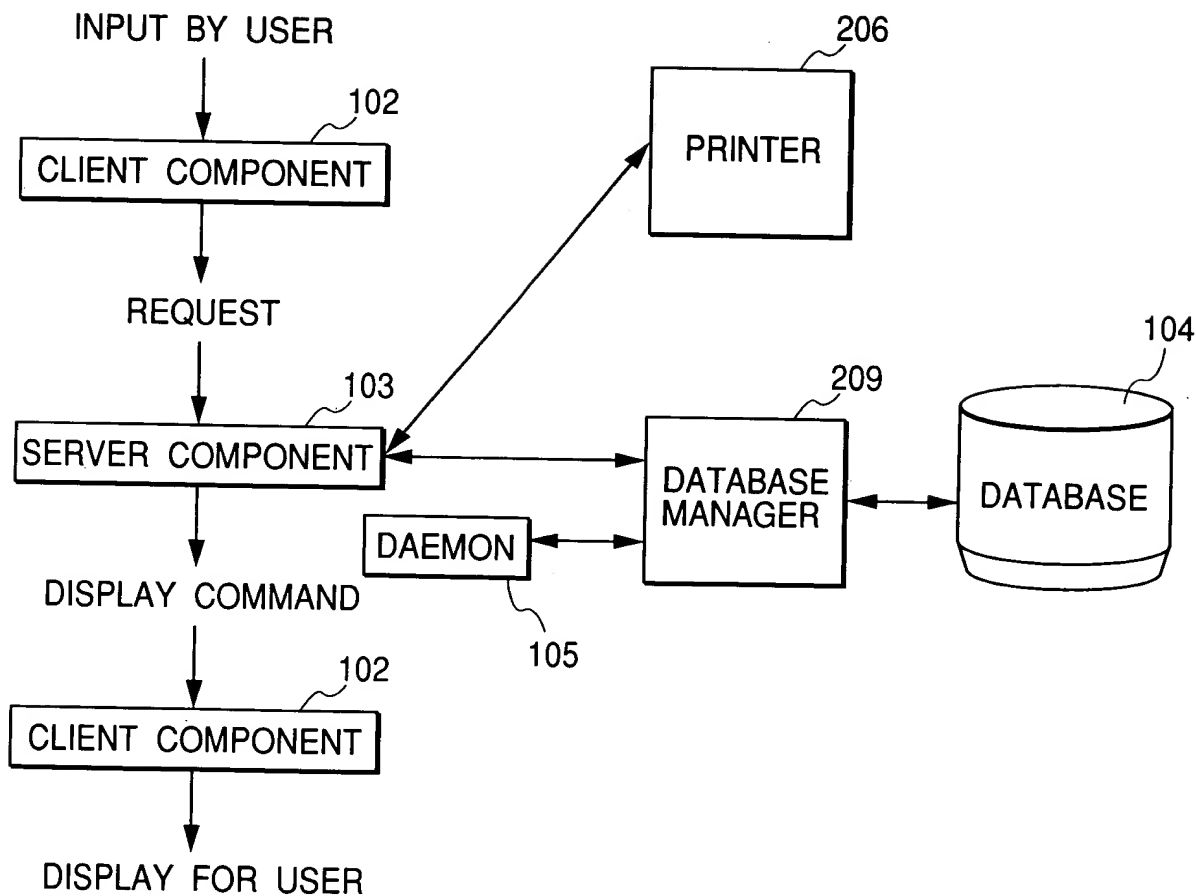 INPUT BY USER
206
102
CLIENT COMPONENT
PRINTER
REQUEST
104
103
209
SERVER COMPONENT
DATABASE
MANAGER
DATABASE
DAEMON
DISPLAY COMMAND
105
102
CLIENT COMPONENT
DISPLAY FOR USER